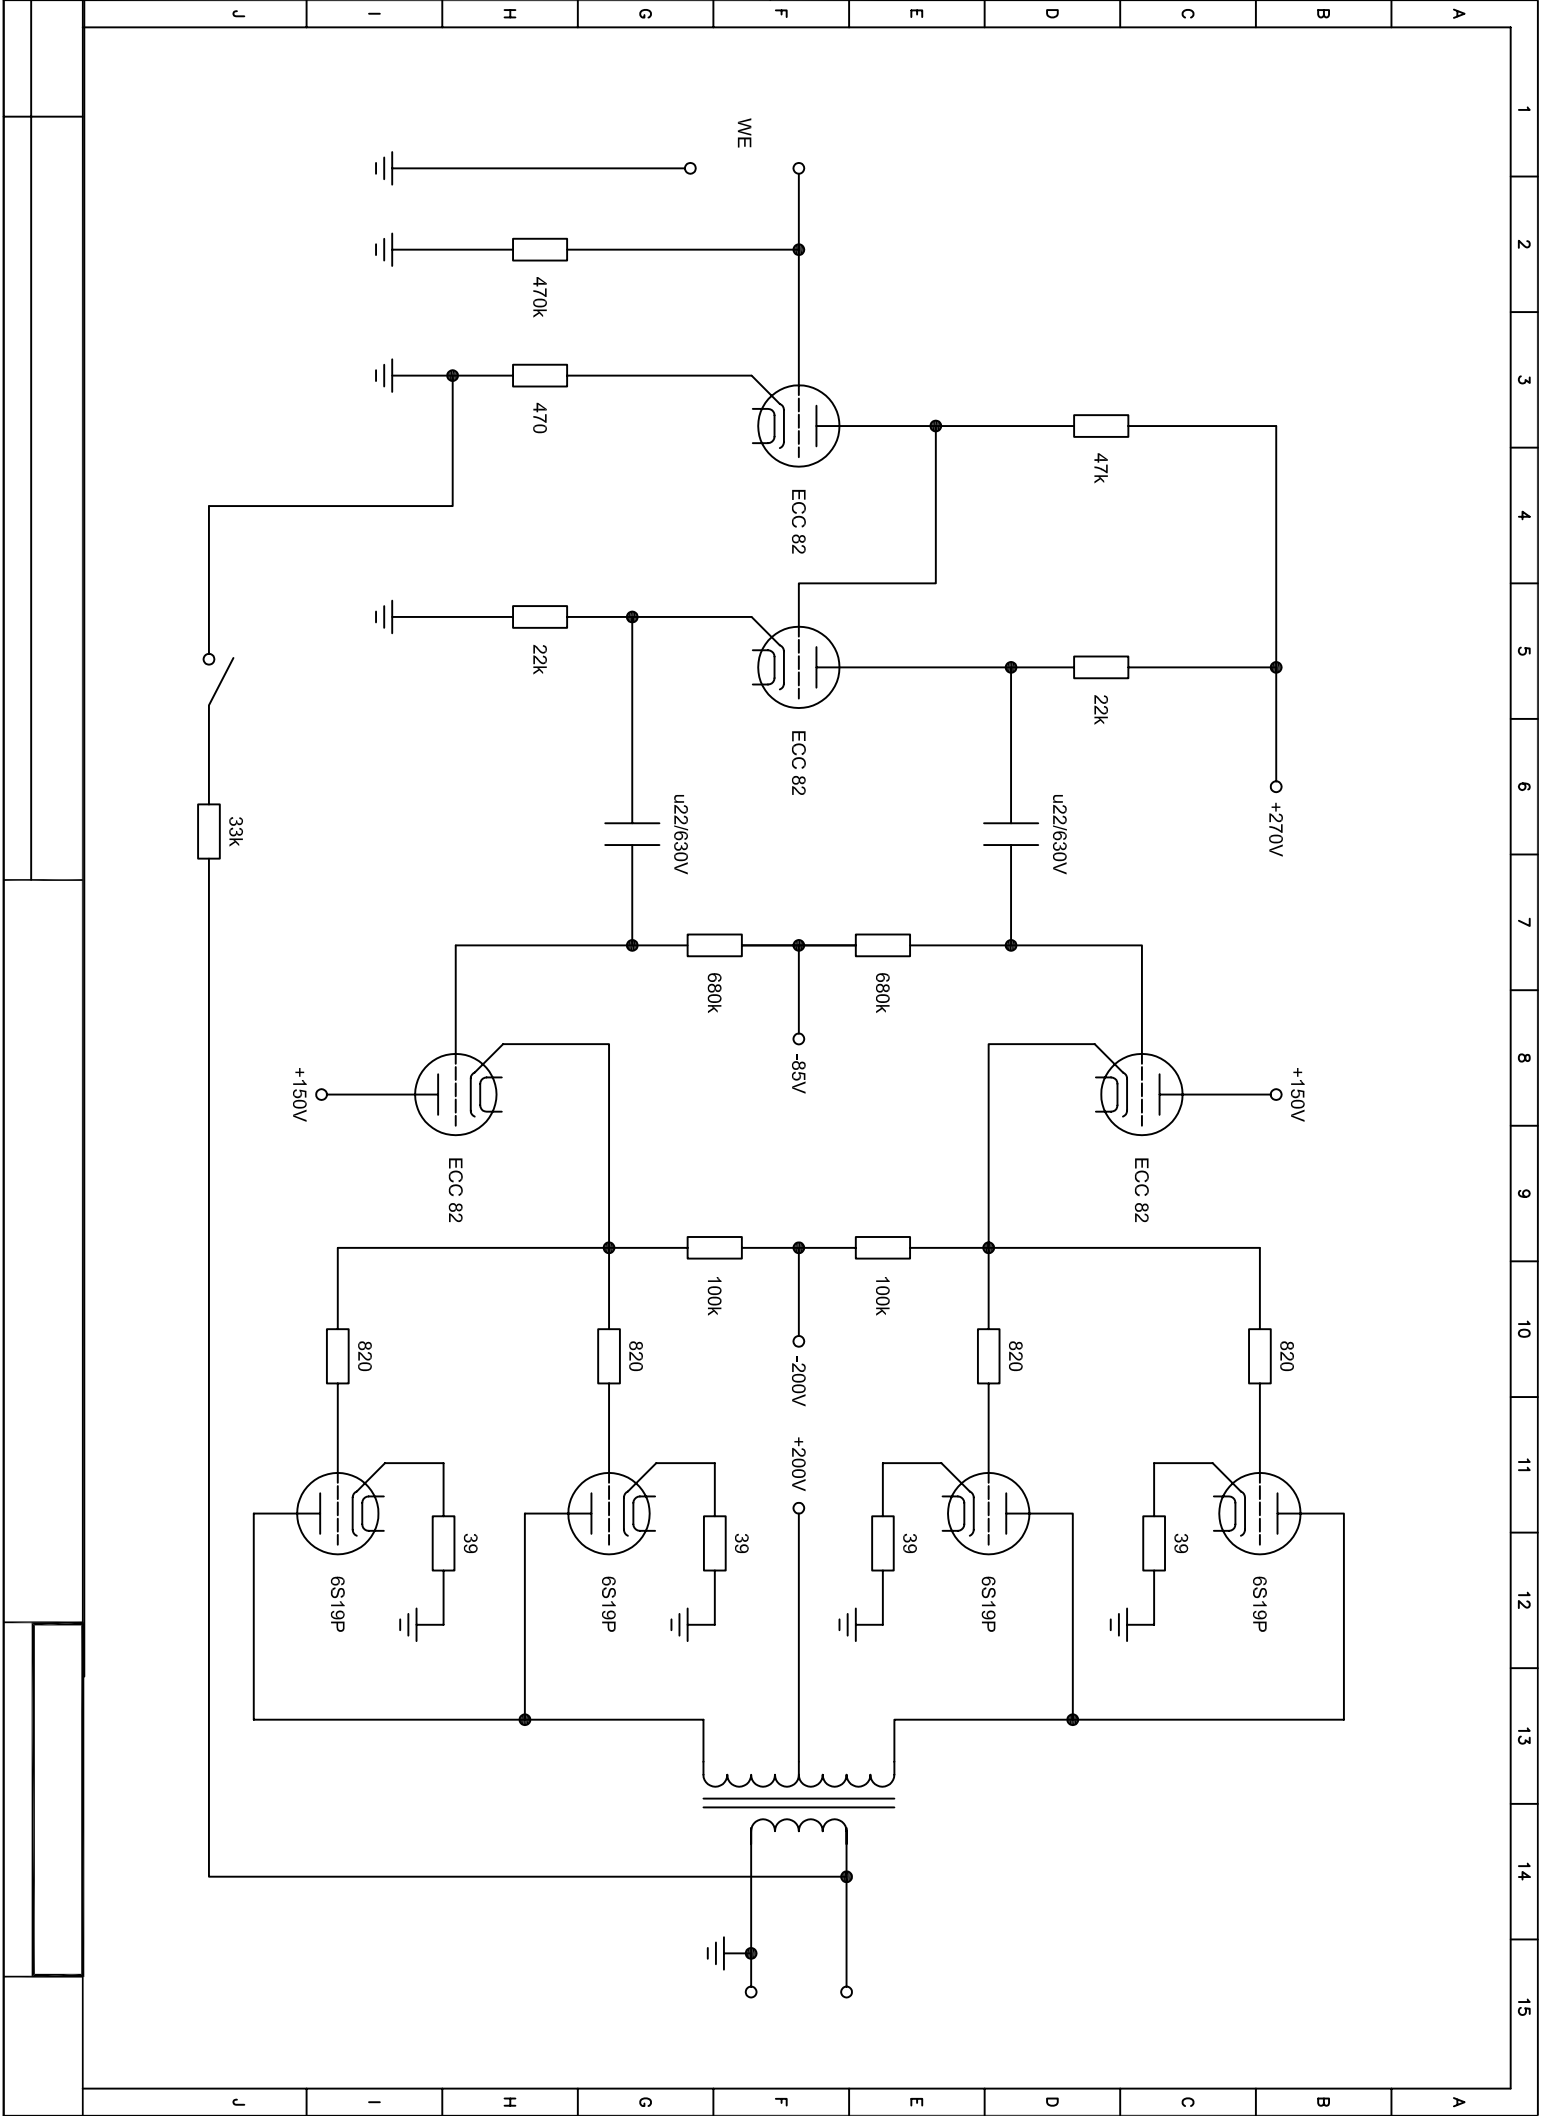 A
B
C
D
E
F
G
H
I
J
1
2
3
4
5
6
7
8
9
10
11
12
13
14
15
WE
470k
470
ECC 82
47k
22k
ECC 82
22k
+270V
u22/630V
u22/630V
33k
680k
680k
-85V
+150V
ECC 82
+150V
ECC 82
100k
100k
-200V
820
820
820
820
+200V
39
39
39
39
6S19P
6S19P
6S19P
6S19P
A
B
C
D
E
F
G
H
I
J